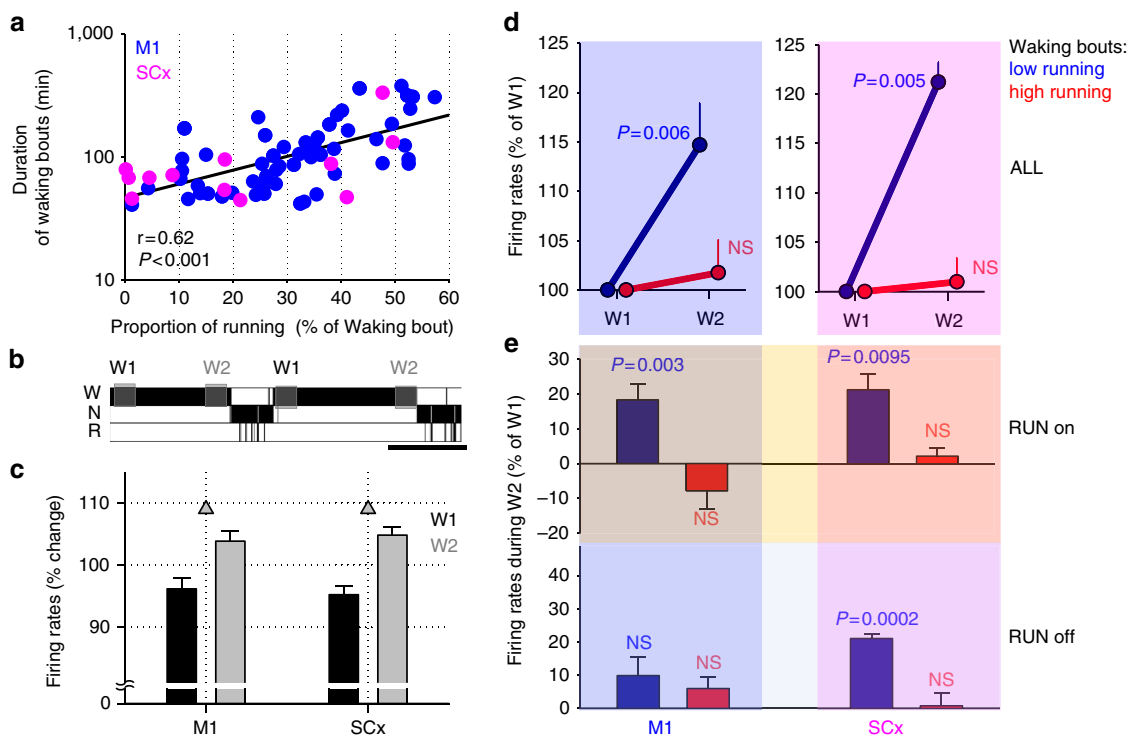 a
1,000
100
10
Duration
of waking bouts (min)
M1
SCx
r=0.62
P<0.001
0 10 20 30 40 50 60
Proportion of running (% of Waking bout)
b
W1 W2 W1 W2
W
N
R
c
Firing rates (% change)
110
100
90
0
W1
W2
M1 SCx
d
Firing rates (% of W1)
125
120
115
110
105
100
P=0.006
NS
W1 W2
125
120
115
110
105
100
P=0.005
NS
W1 W2
Waking bouts:
low running
high running
ALL
e
Firing rates during W2 (% of W1)
30
20
10
0
−10
−20
P=0.003
NS
P=0.0095
NS
RUN on
40
30
20
10
0
NS
NS
P=0.0002
NS
RUN off
M1 SCx